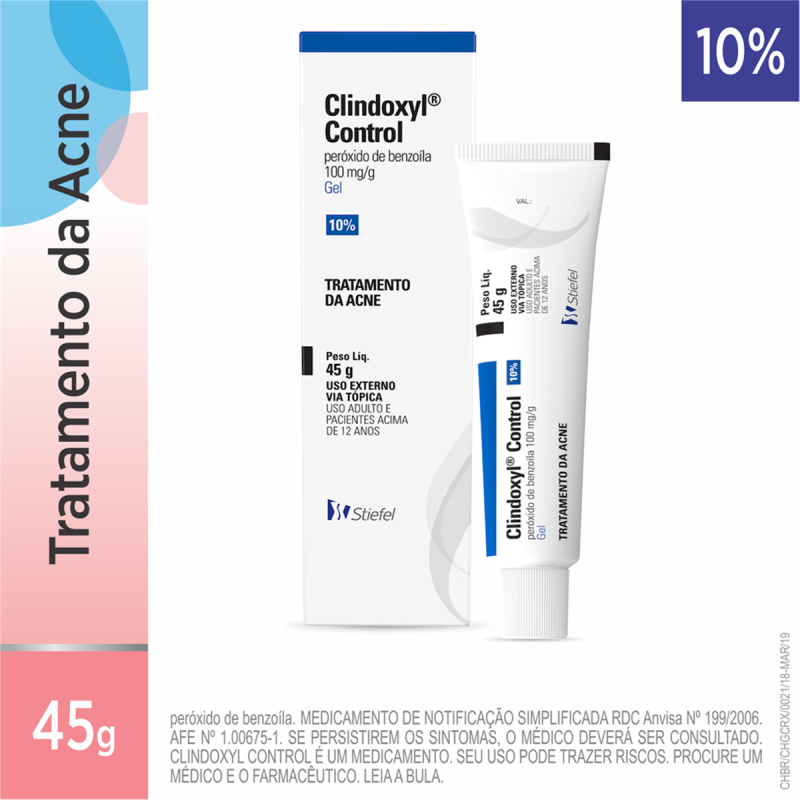 Tratamento da Acne
45g
10%
Clindoxyl®
Control
peróxido de benzoíla
100 mg/g
Gel
10%
TRATAMENTO
DA ACNE
Peso Líq.
45 g
USO EXTERNO
VIA TÓPICA
USO ADULTO E
PACIENTES ACIMA
DE 12 ANOS
Stiefel
VAL.:
Peso Líq.
45 g
USO EXTERNO
VIA TÓPICA
USO ADULTO E
PACIENTES ACIMA
DE 12 ANOS
Stiefel
Clindoxyl® Control 10%
peróxido de benzoíla 100 mg/g
Gel
TRATAMENTO DA ACNE
peróxido de benzoíla. MEDICAMENTO DE NOTIFICAÇÃO SIMPLIFICADA RDC Anvisa Nº 199/2006.
AFE Nº 1.00675-1. SE PERSISTIREM OS SINTOMAS, O MÉDICO DEVERÁ SER CONSULTADO.
CLINDOXYL CONTROL É UM MEDICAMENTO. SEU USO PODE TRAZER RISCOS. PROCURE UM
MÉDICO E O FARMACÊUTICO. LEIA A BULA.
CHBR/CHGCRX/0021/18-MAR/19